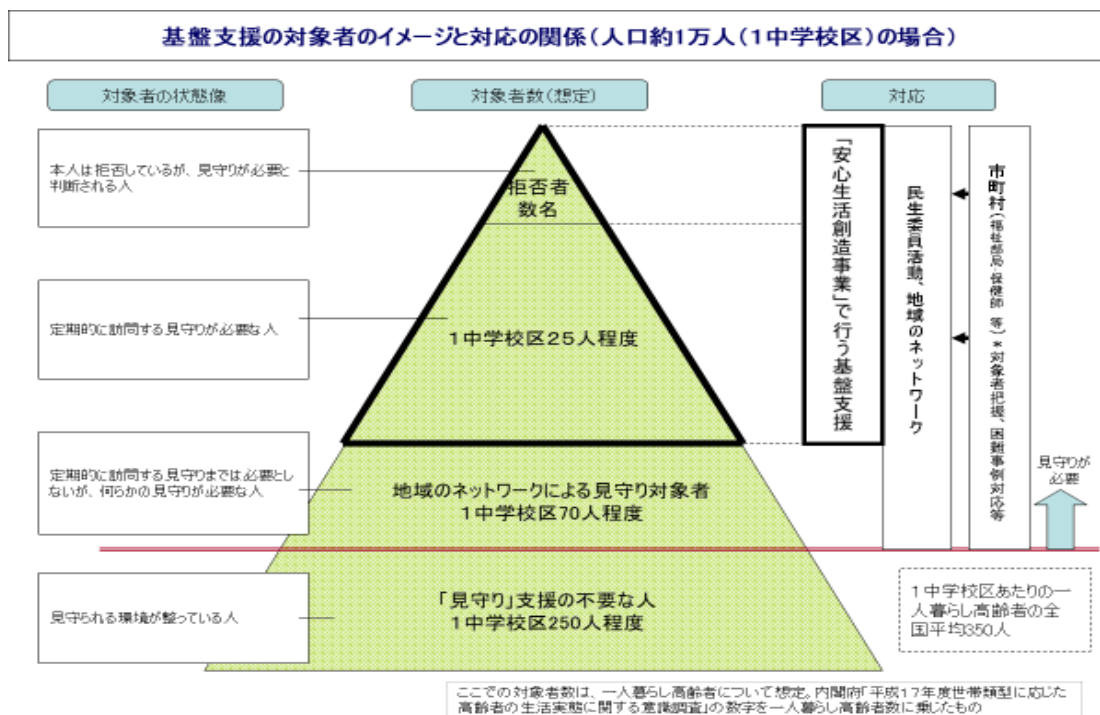 基盤支援の対象者のイメージと対応の関係（人口約1万人（1中学校区）の場合）
対象者の状態像
対象者数（想定）
対応
本人は拒否しているが、見守りが必要と
判断される人
拒否者
数名
定期的に訪問する見守りが必要な人
1中学校区25人程度
定期的に訪問する見守りまでは必要と
しないが、何らかの見守りが必要な人
地域のネットワークによる見守り対象者
1中学校区70人程度
見守られる環境が整っている人
「見守り」支援の不要な人
1中学校区250人程度
「安心生活創造事業」で行う基盤支援
民生委員活動、地域のネットワーク
市町村（福祉部局・保健師 等）＊対象者把握、困難事例対応等
見守りが
必要
1中学校区あたりの一
人暮らし高齢者の全
国平均350人
ここでの対象者数は、一人暮らし高齢者について想定。内閣府「平成17年度世帯類型に応じた
高齢者の生活実態に関する意識調査」の数字を一人暮らし高齢者数に乗じたもの